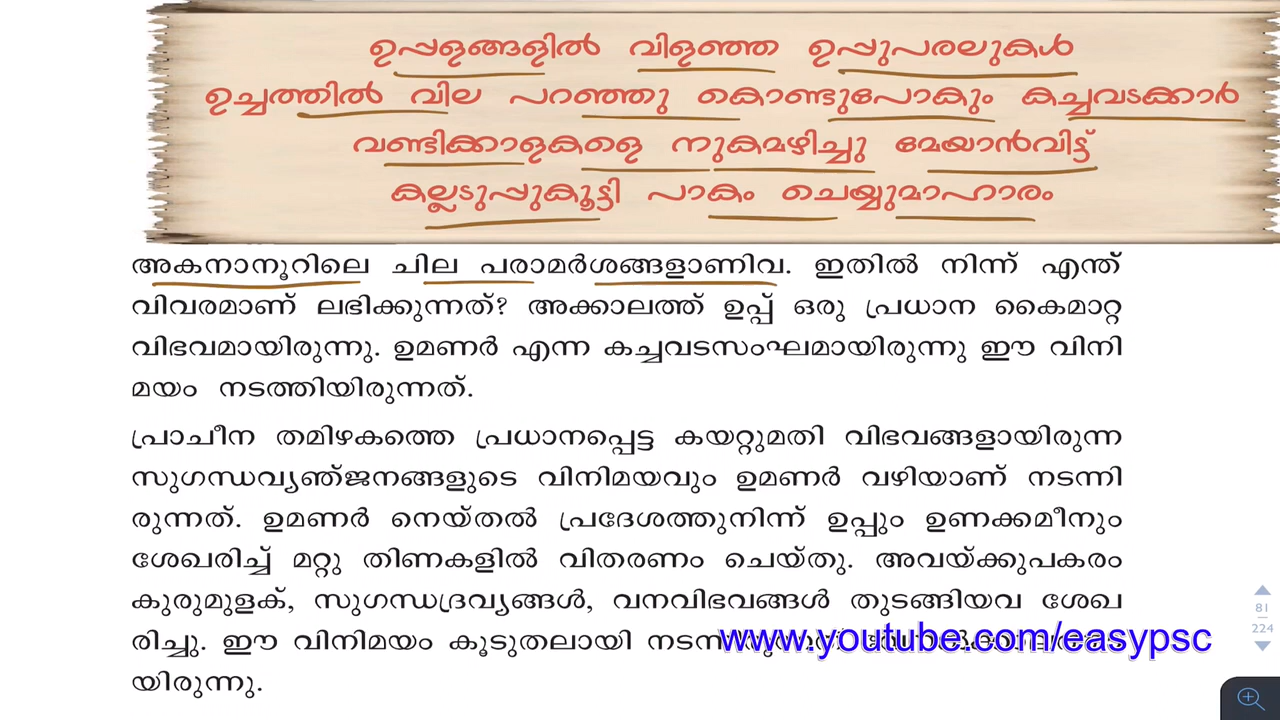 ഉപ്പളങ്ങളിൽ വിളഞ്ഞ ഉപ്പുപരലുകൾ
ഉച്ചത്തിൽ വില പറഞ്ഞു കൊണ്ടുപോകും കച്ചവടക്കാർ
വണ്ടിക്കാളകളെ നുകമഴിച്ചു മേയാൻവിട്ട്
കല്ലടുപ്പുകൂട്ടി പാകം ചെയ്യുമാഹാരം
അകനാനൂറിലെ ചില പരാമർശങ്ങളാണിവ. ഇതിൽ നിന്ന് എന്ത്
വിവരമാണ് ലഭിക്കുന്നത്? അക്കാലത്ത് ഉപ്പ് ഒരു പ്രധാന കൈമാറ്റ
വിഭവമായിരുന്നു. ഉമണർ എന്ന കച്ചവടസംഘമായിരുന്നു ഈ വിനി
മയം നടത്തിയിരുന്നത്.
പ്രാചീന തമിഴകത്തെ പ്രധാനപ്പെട്ട കയറ്റുമതി വിഭവങ്ങളായിരുന്ന
സുഗന്ധവ്യഞ്ജനങ്ങളുടെ വിനിമയവും ഉമണർ വഴിയാണ് നടന്നി
രുന്നത്. ഉമണർ നെയ്തൽ പ്രദേശത്തുനിന്ന് ഉപ്പും ഉണക്കമീനും
ശേഖരിച്ച് മറ്റു തിണകളിൽ വിതരണം ചെയ്തു. അവയ്ക്കുപകരം
കുരുമുളക്, സുഗന്ധദ്രവ്യങ്ങൾ, വനവിഭവങ്ങൾ തുടങ്ങിയവ ശേഖ
രിച്ചു. ഈ വിനിമയം കൂടുതലായി
www.youtube.com/easypsc
യിരുന്നു.
81
224